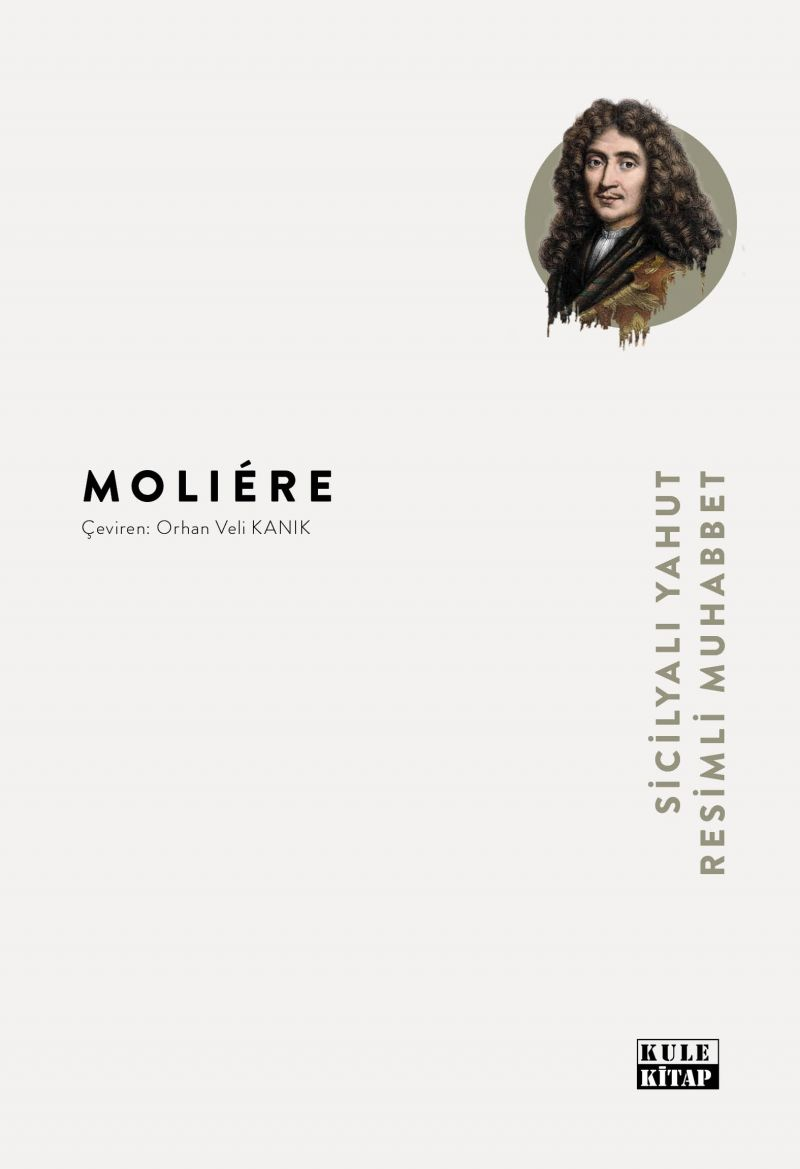 MOLIÉRE
Çeviren: Orhan Veli KANIK
SİCİLYALI YAHUT
RESİMLİ MUHABBET
KULE
KİTAP